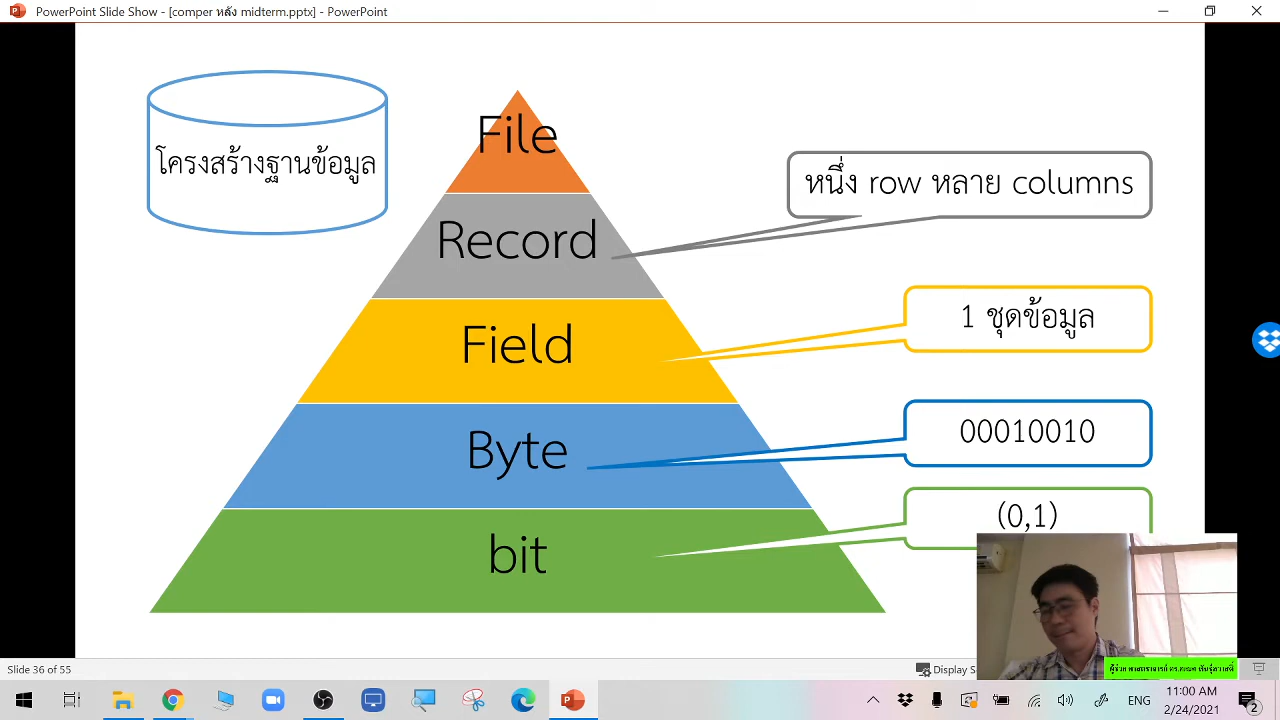 PowerPoint Slide Show - [comper หลัง midterm.pptx] - PowerPoint
โครงสร้างฐานข้อมูล
File
Record
Field
Byte
bit
หนึ่ง row หลาย columns
1 ชุดข้อมูล
00010010
(0,1)
Slide 36 of 55
Display S
11:00 AM
2/24/2021
2